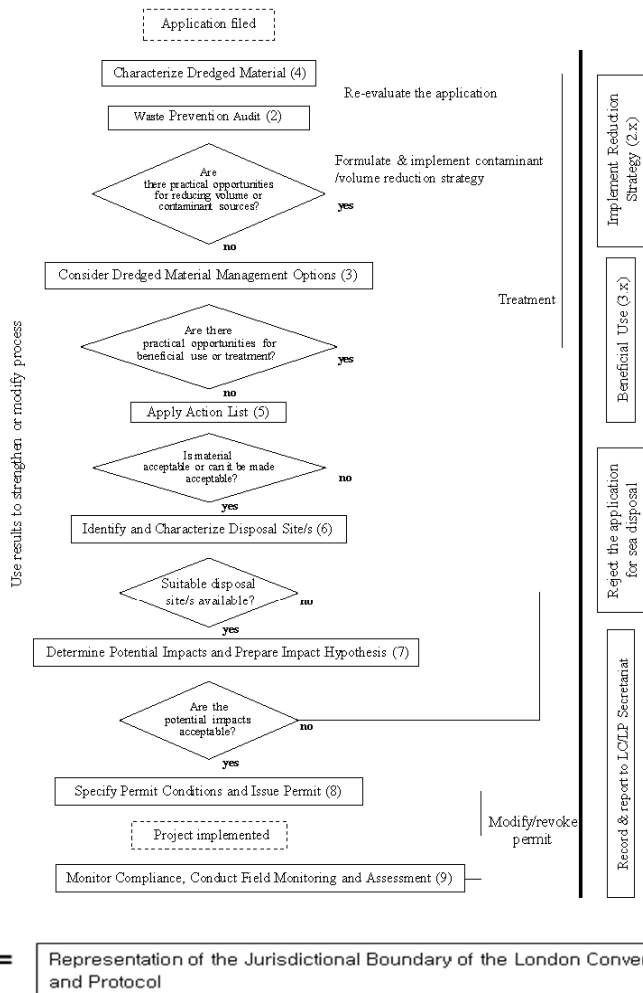 Application filed
Characterize Dredged Material (4)
Re-evaluate the application
Waste Prevention Audit (2)
Are
there practical opportunities
for reducing volume or
contaminant sources?
Formulate & implement contaminant
/volume reduction strategy
yes
no
Implement Reduction
Strategy (2.x)
Consider Dredged Material Management Options (3)
Treatment
Are there
practical opportunities for
beneficial use or treatment?
yes
no
Beneficial Use (3.x)
Apply Action List (5)
Is material
acceptable or can it be made
acceptable?
no
yes
Use results to strengthen or modify process
Identify and Characterize Disposal Site/s (6)
Reject the application
for sea disposal
Suitable disposal
site/s available?
no
yes
Determine Potential Impacts and Prepare Impact Hypothesis (7)
Are the
potential impacts
acceptable?
no
yes
Record & report to LC/LP Secretariat
Specify Permit Conditions and Issue Permit (8)
Modify/revoke
permit
Project implemented
Monitor Compliance, Conduct Field Monitoring and Assessment (9)
= Representation of the Jurisdictional Boundary of the London Conve
and Protocol